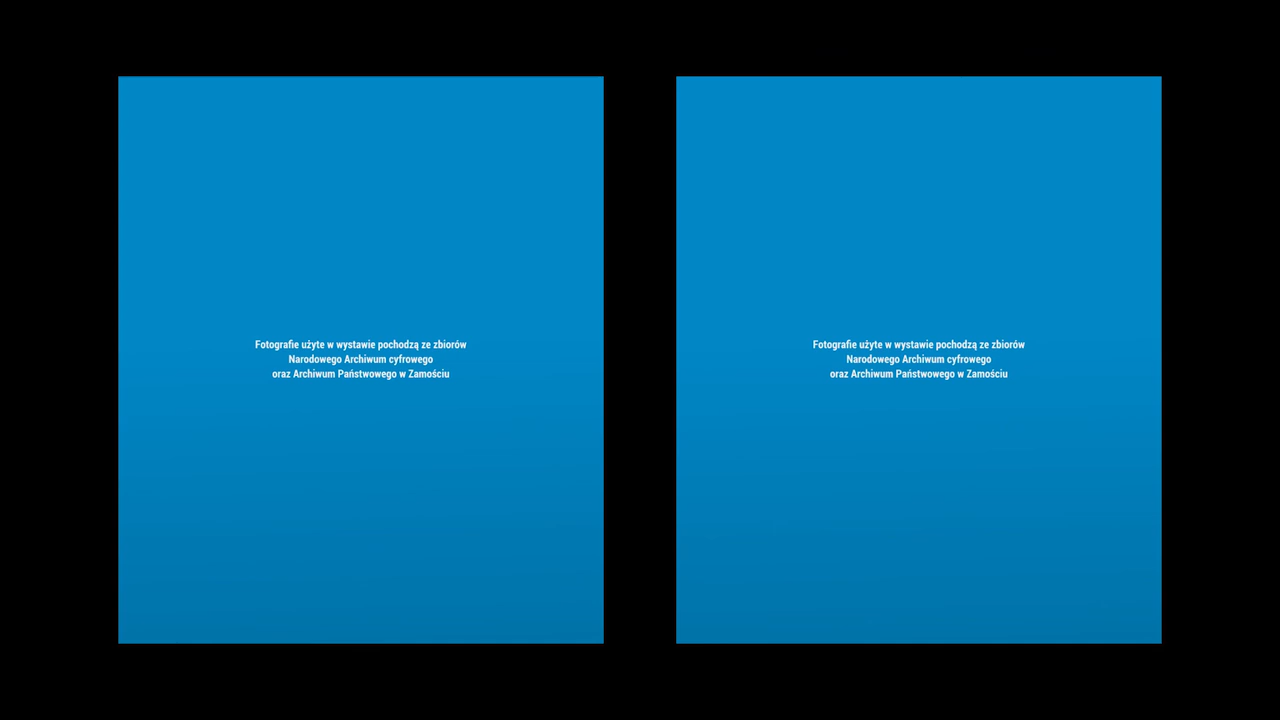 Fotografie użyte w wystawie pochodzą ze zbiorów
Narodowego Archiwum cyfrowego
oraz Archiwum Państwowego w Zamościu
Fotografie użyte w wystawie pochodzą ze zbiorów
Narodowego Archiwum cyfrowego
oraz Archiwum Państwowego w Zamościu